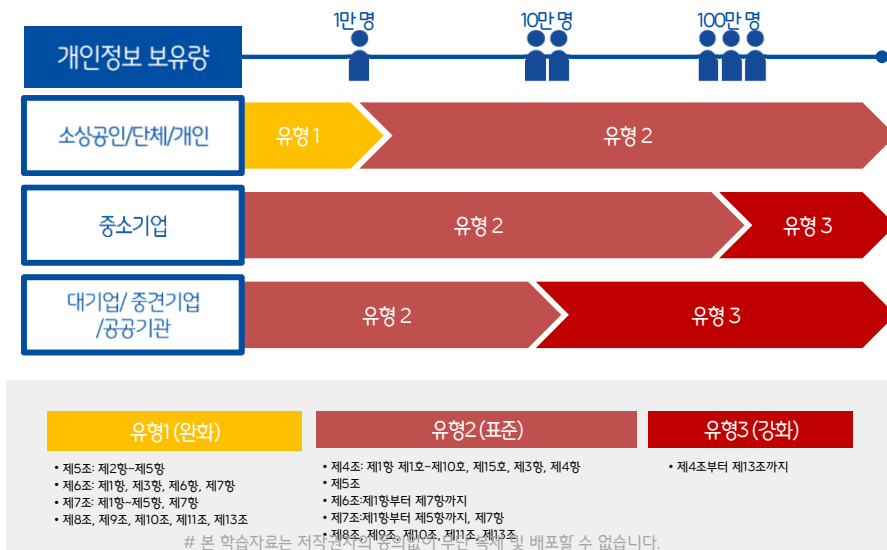 1만 명
10만 명
100만 명
개인정보 보유량
소상공인/단체/개인
유형 1
유형 2
중소기업
유형 2
유형 3
대기업/ 중견기업
/공공기관
유형 2
유형 3
유형1 (완화)
• 제5조: 제2항~제5항
• 제6조: 제1항, 제3항, 제6항, 제7항
• 제7조: 제1항~제5항, 제7항
• 제8조, 제9조, 제10조, 제11조, 제13조
유형2 (표준)
• 제4조: 제1항 제1호~제10호, 제15호, 제3항, 제4항
• 제5조
• 제6조:제1항부터 제7항까지
• 제7조:제1항부터 제5항까지, 제7항
• 제8조, 제9조, 제10조, 제11조, 제13조
유형3 (강화)
• 제4조부터 제13조까지
# 본 학습자료는 저작권자의 동의없이 무단 복제 및 배포할 수 없습니다.